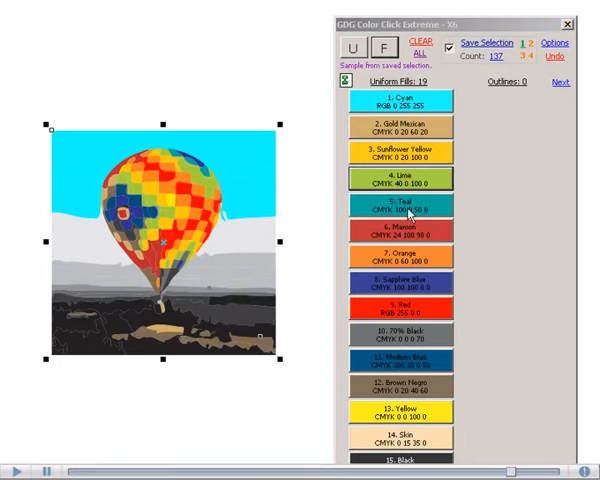 GDG Color Click Extreme - X6
U
F
CLEAR
ALL
Save Selection
1 2
Options
Count: 137
3 4
Undo
Sample from saved selection.
Uniform Fills: 19
Outlines: 0
Next
1. Cyan
RGB 0 255 255
2. Gold Mexican
CMYK 0 20 60 20
3. Sunflower Yellow
CMYK 0 20 100 0
4. Lime
CMYK 40 0 100 0
5. Teal
CMYK 100 0 50 0
6. Maroon
CMYK 24 100 98 0
7. Orange
CMYK 0 60 100 0
8. Sapphire Blue
CMYK 100 100 0 0
9. Red
RGB 255 0 0
10. 70% Black
CMYK 0 0 0 70
11. Medium Blue
CMYK 100 30 0 50
12. Brown Negro
CMYK 0 20 40 60
13. Yellow
CMYK 0 0 100 0
14. Skin
CMYK 0 15 35 0
15. Black